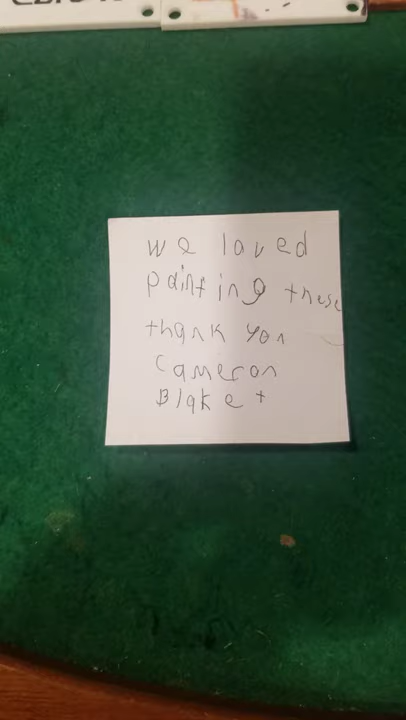 we loved
painting these
thank you
Cameron
Blake +